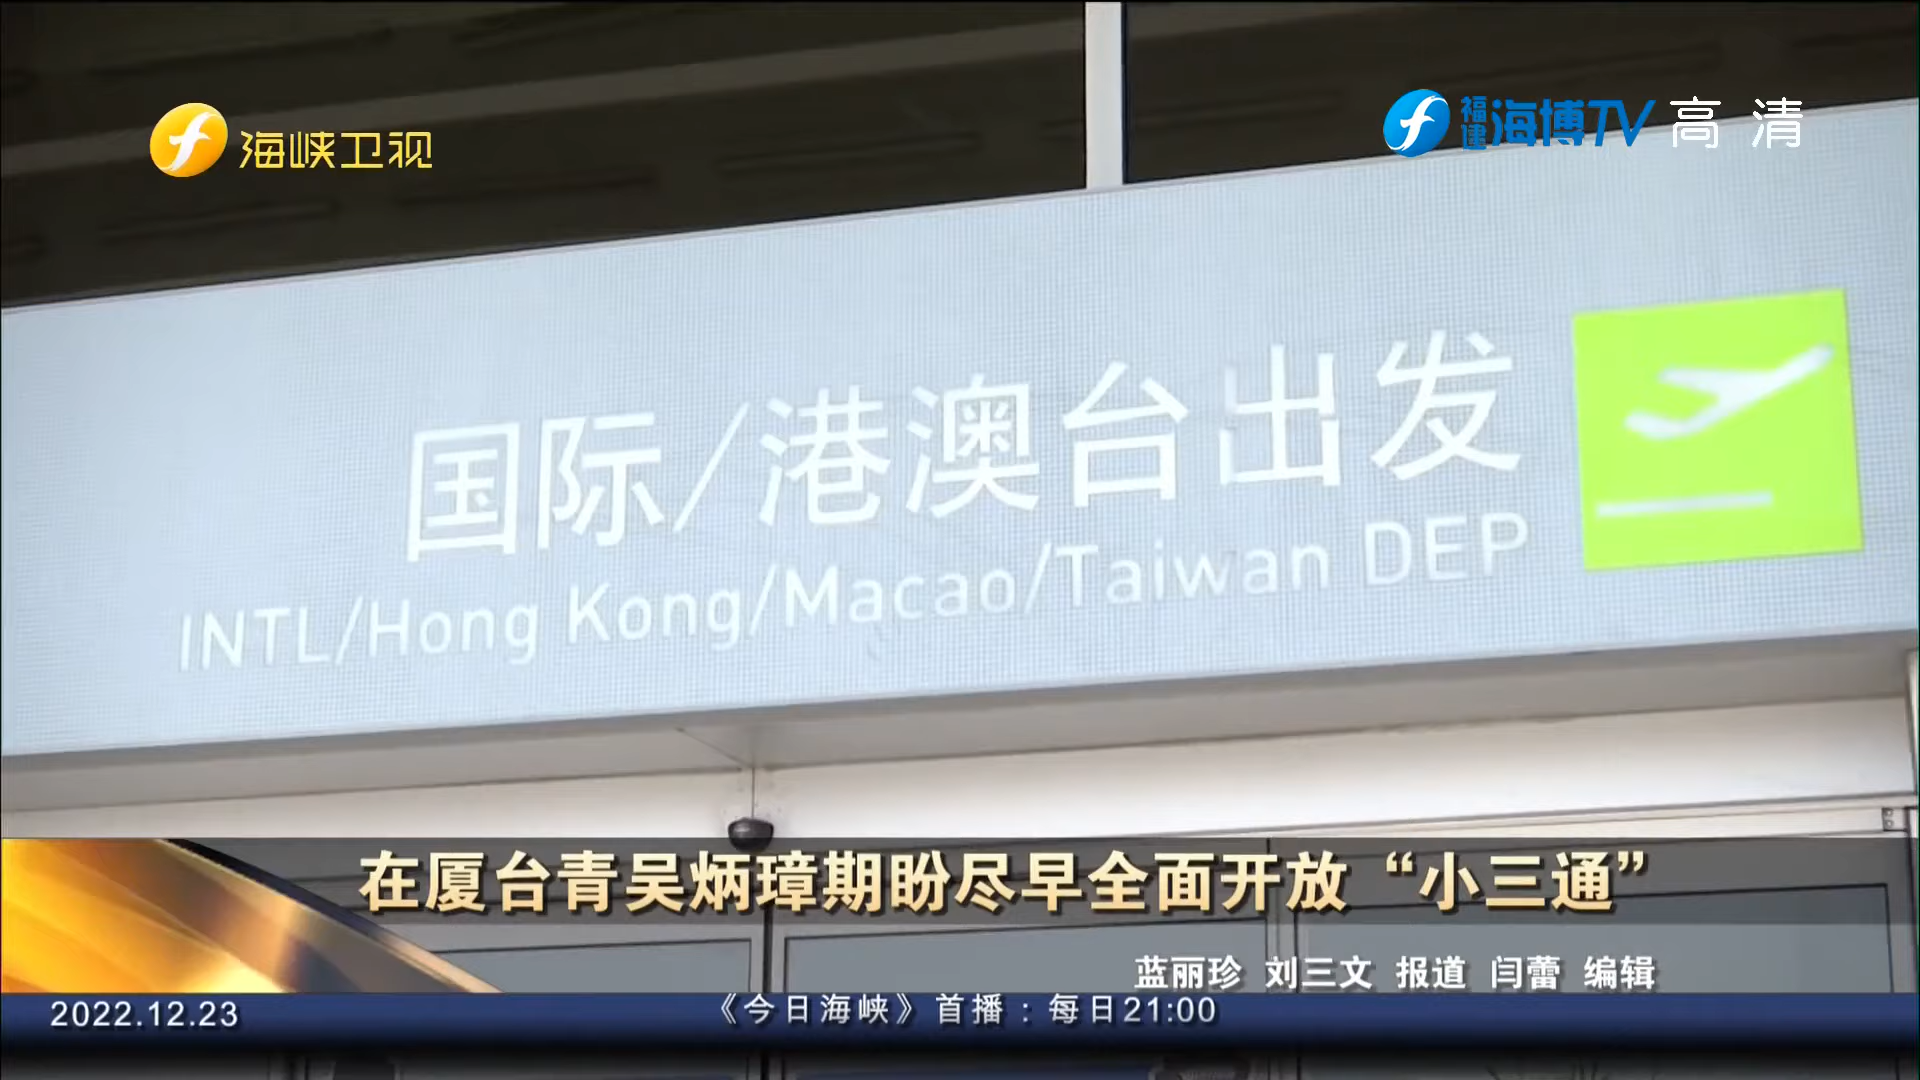 海峡卫视
福建海博TV 高清
国际/港澳台出发
INTL/Hong Kong/Macao/Taiwan DEP
在厦台青吴炳璋期盼尽早全面开放“小三通”
蓝丽珍 刘三文 报道 闫蕾 编辑
2022.12.23
《今日海峡》首播：每日21:00